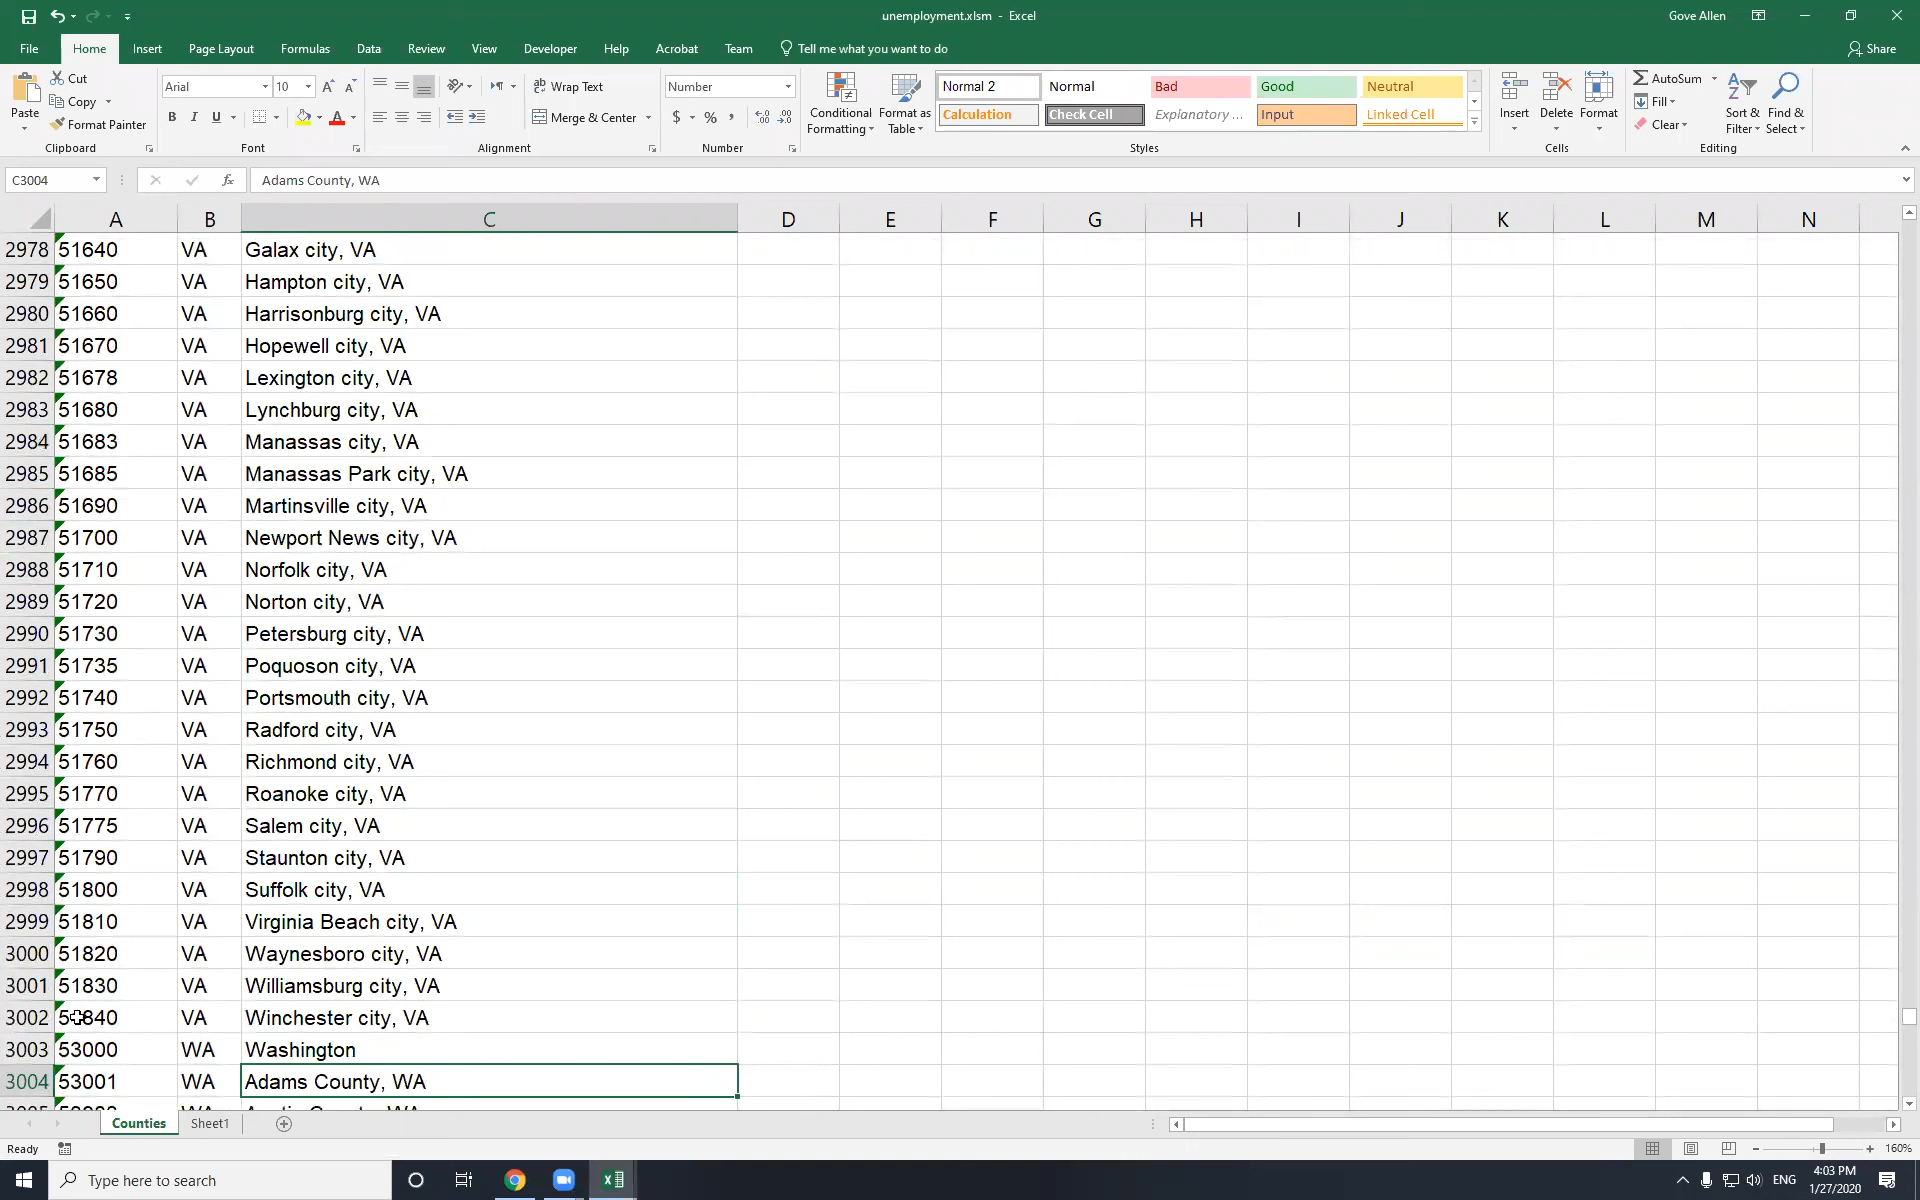 unemployment.xlsm - Excel
Gove Allen
File Home Insert Page Layout Formulas Data Review View Developer Help Acrobat Team Tell me what you want to do Share
Paste
Cut
Copy
Format Painter
Clipboard
Arial 10
B I U
Font
Wrap Text
Merge & Center
Alignment
Number
$ % ,
Number
Conditional Formatting
Format as Table
Normal 2 Normal Bad Good Neutral
Calculation Check Cell Explanatory ... Input Linked Cell
Styles
Insert Delete Format
Cells
AutoSum
Fill
Clear
Sort & Filter
Find & Select
Editing
C3004 fx Adams County, WA
A B C D E F G H I J K L M N
2978 51640 VA Galax city, VA
2979 51650 VA Hampton city, VA
2980 51660 VA Harrisonburg city, VA
2981 51670 VA Hopewell city, VA
2982 51678 VA Lexington city, VA
2983 51680 VA Lynchburg city, VA
2984 51683 VA Manassas city, VA
2985 51685 VA Manassas Park city, VA
2986 51690 VA Martinsville city, VA
2987 51700 VA Newport News city, VA
2988 51710 VA Norfolk city, VA
2989 51720 VA Norton city, VA
2990 51730 VA Petersburg city, VA
2991 51735 VA Poquoson city, VA
2992 51740 VA Portsmouth city, VA
2993 51750 VA Radford city, VA
2994 51760 VA Richmond city, VA
2995 51770 VA Roanoke city, VA
2996 51775 VA Salem city, VA
2997 51790 VA Staunton city, VA
2998 51800 VA Suffolk city, VA
2999 51810 VA Virginia Beach city, VA
3000 51820 VA Waynesboro city, VA
3001 51830 VA Williamsburg city, VA
3002 51840 VA Winchester city, VA
3003 53000 WA Washington
3004 53001 WA Adams County, WA
Counties Sheet1
Ready
160%
Type here to search
ENG
4:03 PM
1/27/2020